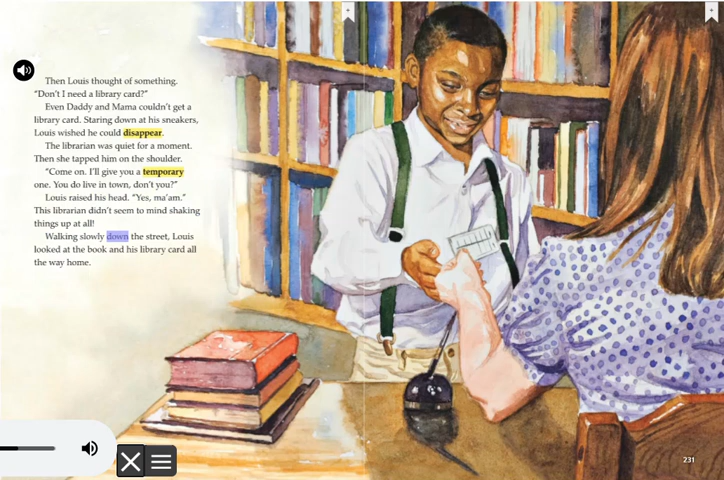 Then Louis thought of something.
“Don’t I need a library card?”
Even Daddy and Mama couldn’t get a
library card. Staring down at his sneakers,
Louis wished he could disappear.
The librarian was quiet for a moment.
Then she tapped him on the shoulder.
“Come on. I’ll give you a temporary
one. You do live in town, don’t you?”
Louis raised his head. “Yes, ma’am.”
This librarian didn’t seem to mind shaking
things up at all!
Walking slowly down the street, Louis
looked at the book and his library card all
the way home.
231